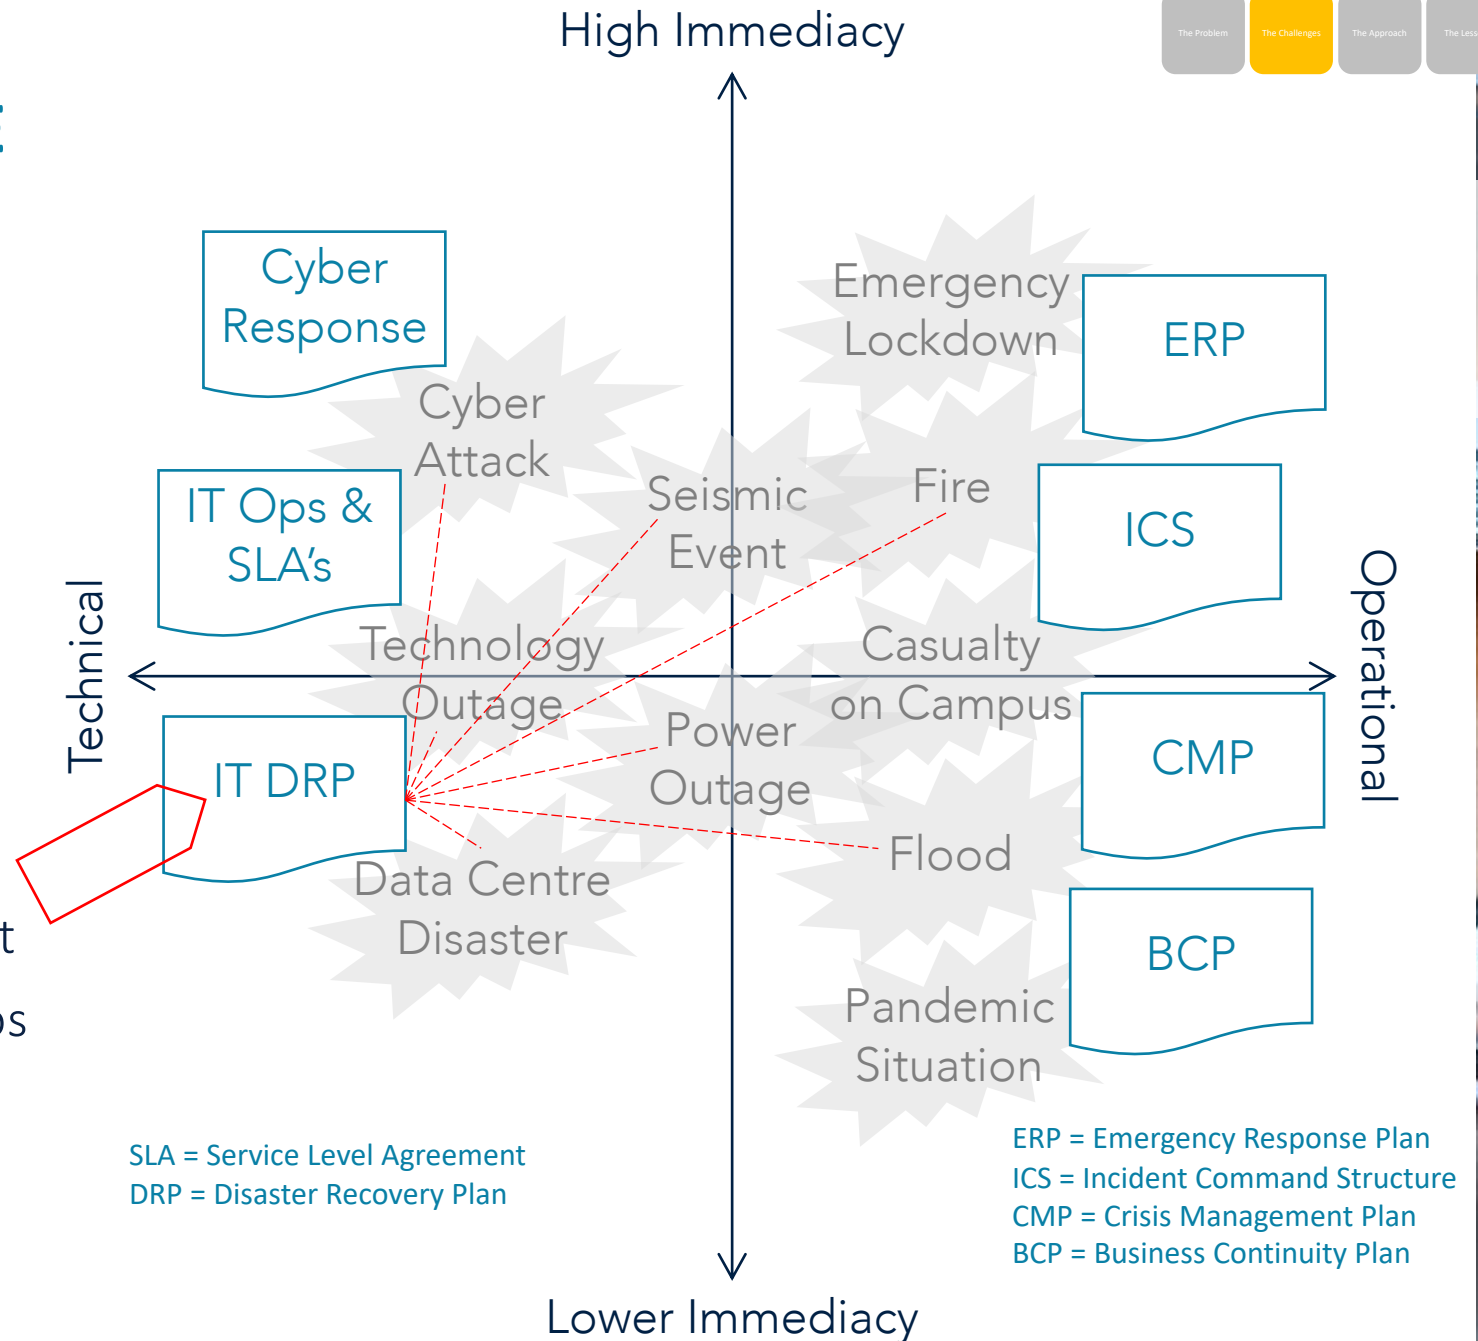 High Immediacy
The Problem
The Challenges
The Approach
Cyber
Response
Emergency
Lockdown
ERP
Cyber
Attack
IT Ops &
SLA's
Seismic
Event
Fire
ICS
Technical
Technology
Outage
Casualty
on Campus
Operational
IT DRP
Power
Outage
CMP
Data Centre
Disaster
Flood
BCP
Pandemic
Situation
SLA = Service Level Agreement
DRP = Disaster Recovery Plan
ERP = Emergency Response Plan
ICS = Incident Command Structure
CMP = Crisis Management Plan
BCP = Business Continuity Plan
Lower Immediacy